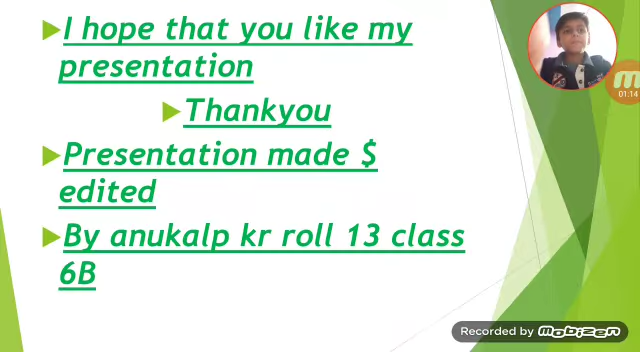 I hope that you like my
presentation
Thankyou
Presentation made $
edited
By anukalp kr roll 13 class
6B
01:14
Recorded by mobizen